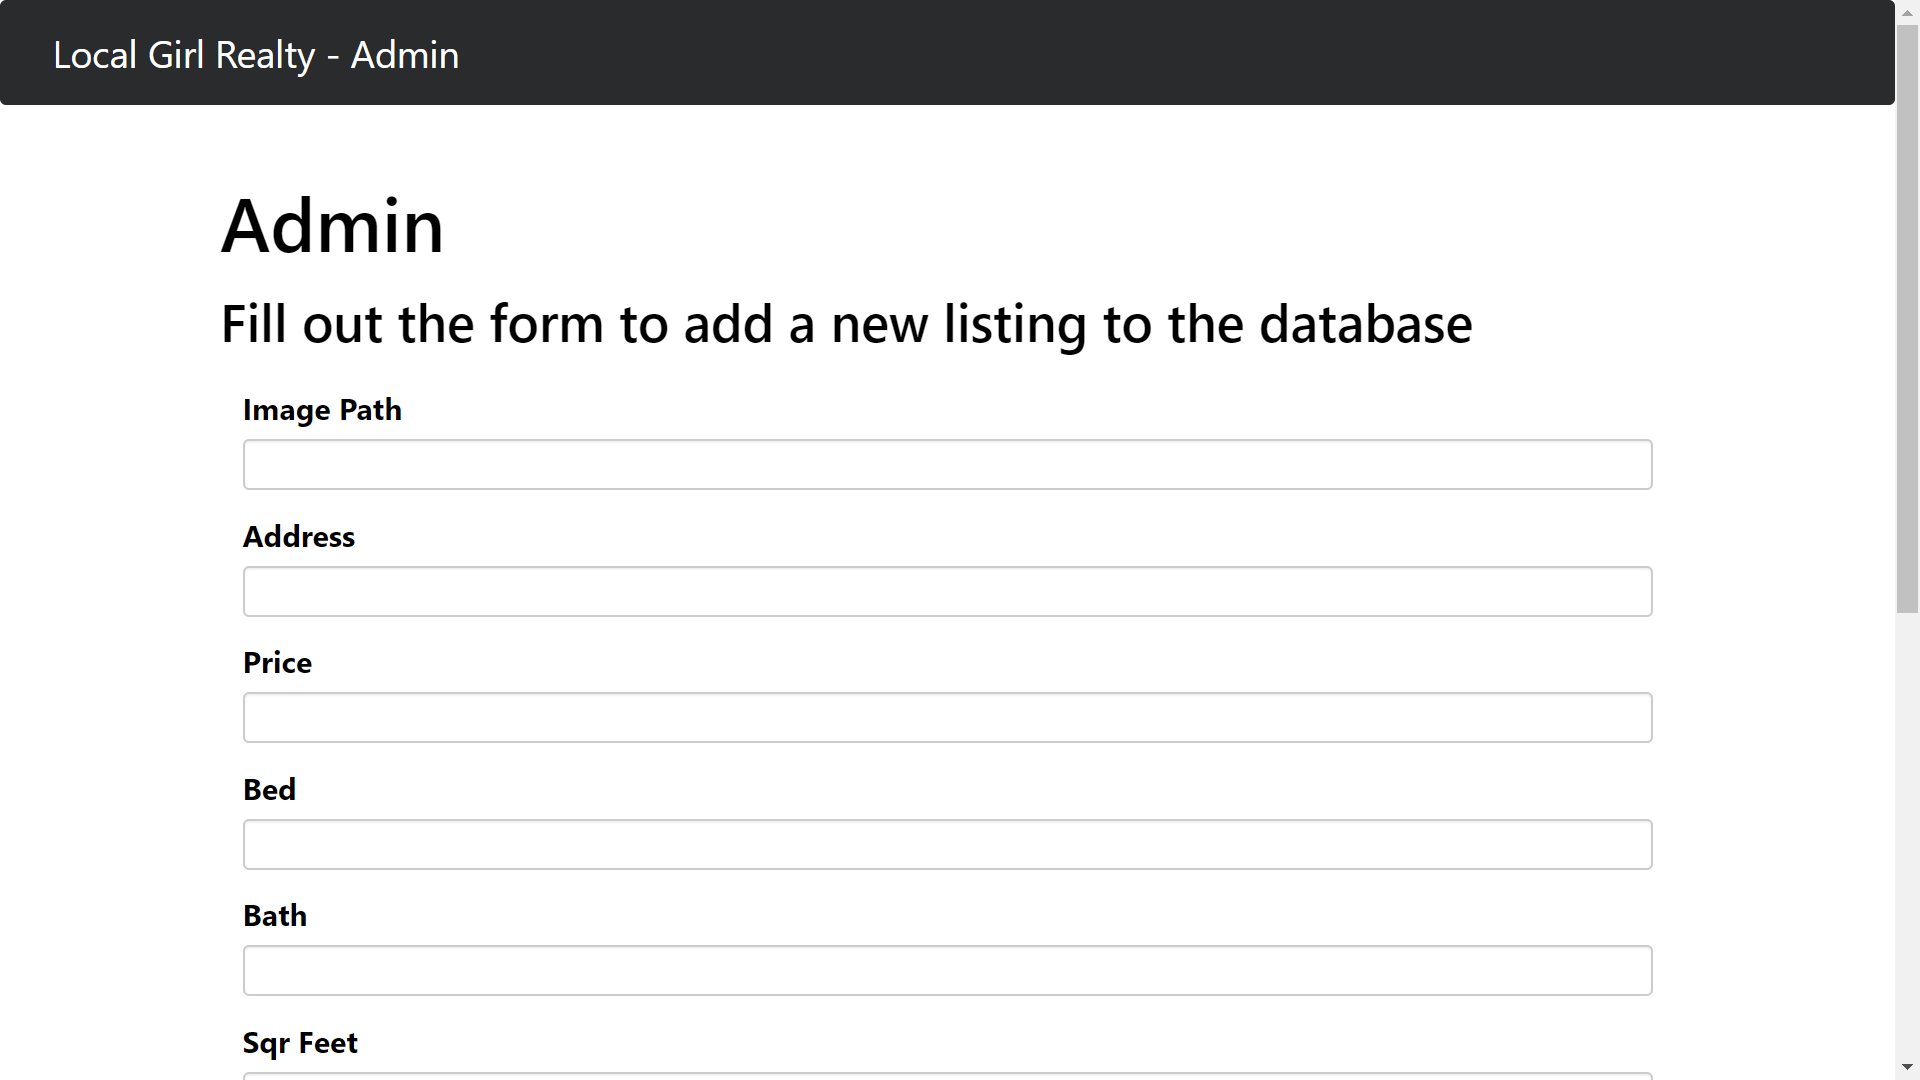 Local Girl Realty - Admin
Admin
Fill out the form to add a new listing to the database
Image Path
Address
Price
Bed
Bath
Sqr Feet